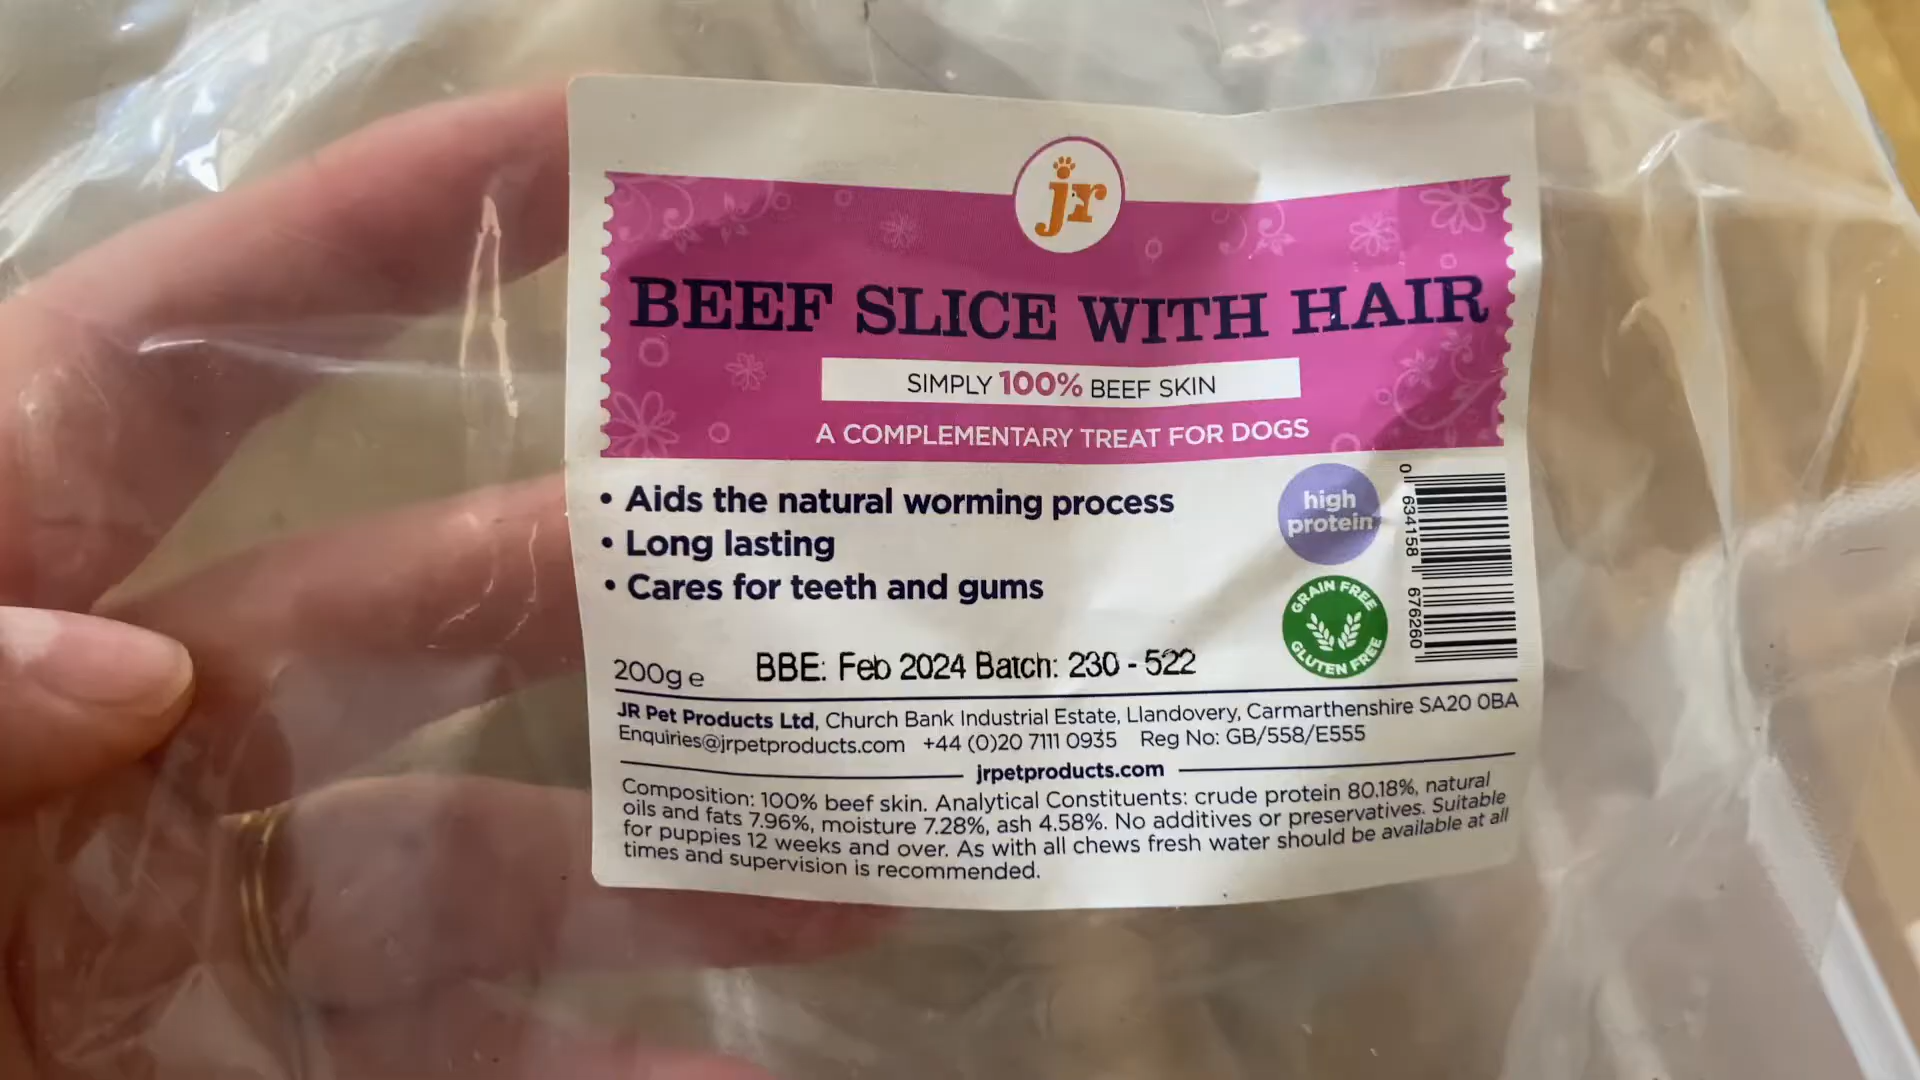 jr
BEEF SLICE WITH HAIR
SIMPLY 100% BEEF SKIN
A COMPLEMENTARY TREAT FOR DOGS
• Aids the natural worming process
• Long lasting
• Cares for teeth and gums
high
protein
GRAIN FREE
GLUTEN FREE
0 634158 676260
200g e
BBE: Feb 2024 Batch: 230 - 522
JR Pet Products Ltd, Church Bank Industrial Estate, Llandovery, Carmarthenshire SA20 0BA
Enquiries@jrpetproducts.com +44 (0)20 7111 0935 Reg No: GB/558/E555
jrpetproducts.com
Composition: 100% beef skin. Analytical Constituents: crude protein 80.18%, natural
oils and fats 7.96%, moisture 7.28%, ash 4.58%. No additives or preservatives. Suitable
for puppies 12 weeks and over. As with all chews fresh water should be available at all
times and supervision is recommended.